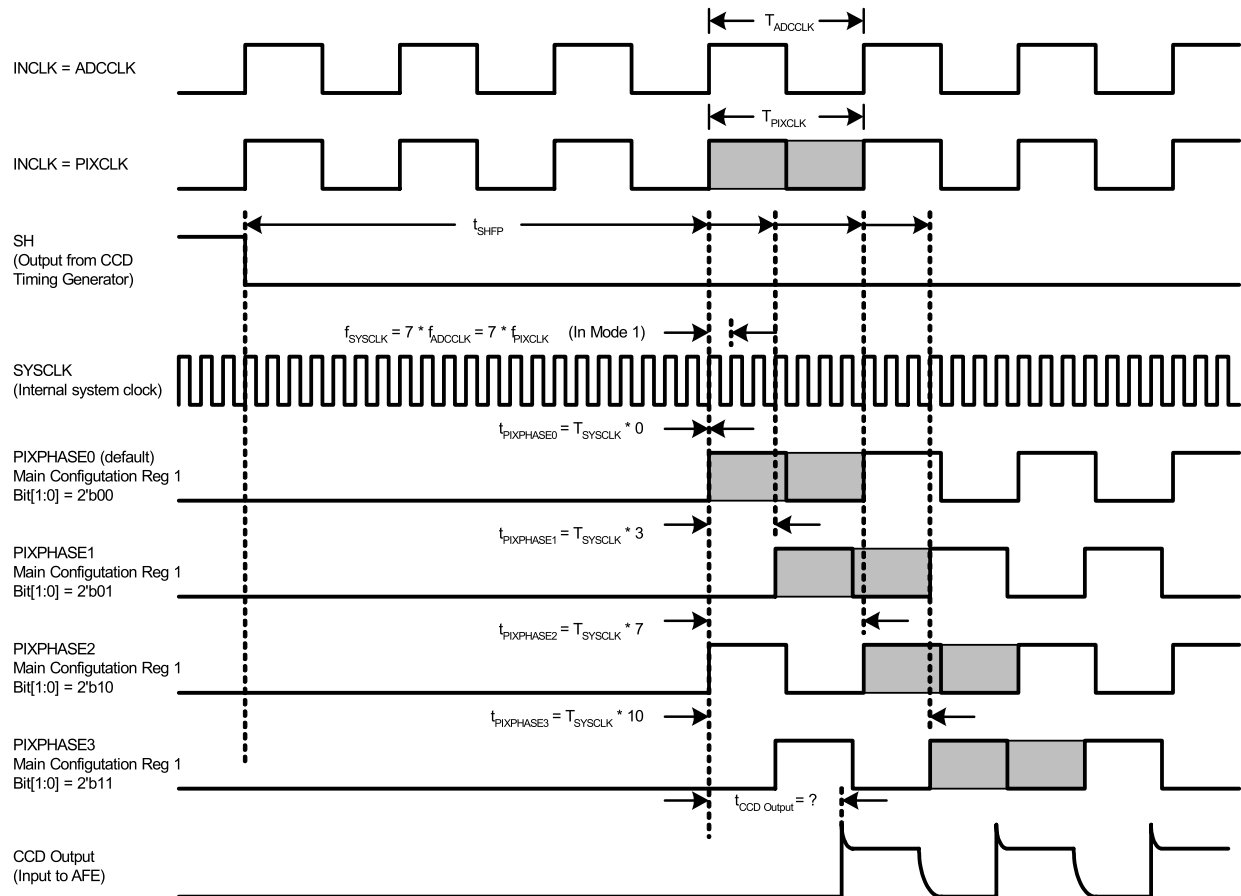 T_ADCCLK
INCLK = ADCCLK
T_PIXCLK
INCLK = PIXCLK
t_SHFP
SH
(Output from CCD
Timing Generator)
f_SYSCLK = 7 * f_ADCCLK = 7 * f_PIXCLK (In Mode 1)
SYSCLK
(Internal system clock)
t_PIXPHASE0 = T_SYSCLK * 0
PIXPHASE0 (default)
Main Configutation Reg 1
Bit[1:0] = 2'b00
t_PIXPHASE1 = T_SYSCLK * 3
PIXPHASE1
Main Configutation Reg 1
Bit[1:0] = 2'b01
t_PIXPHASE2 = T_SYSCLK * 7
PIXPHASE2
Main Configutation Reg 1
Bit[1:0] = 2'b10
t_PIXPHASE3 = T_SYSCLK * 10
PIXPHASE3
Main Configutation Reg 1
Bit[1:0] = 2'b11
t_CCD Output = ?
CCD Output
(Input to AFE)